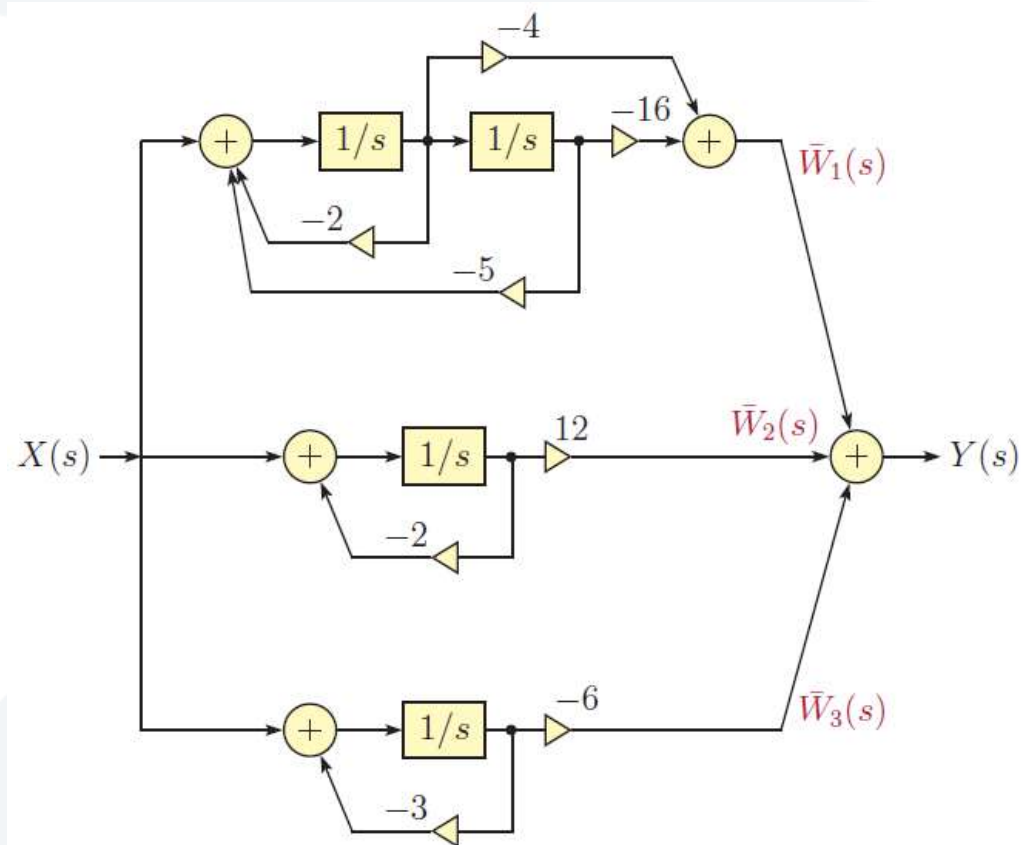 −4
−16
+ 1/s 1/s +
W̄₁(s)
−2
−5
12
W̄₂(s)
X(s) + 1/s + Y(s)
−2
−6
W̄₃(s)
+ 1/s
−3